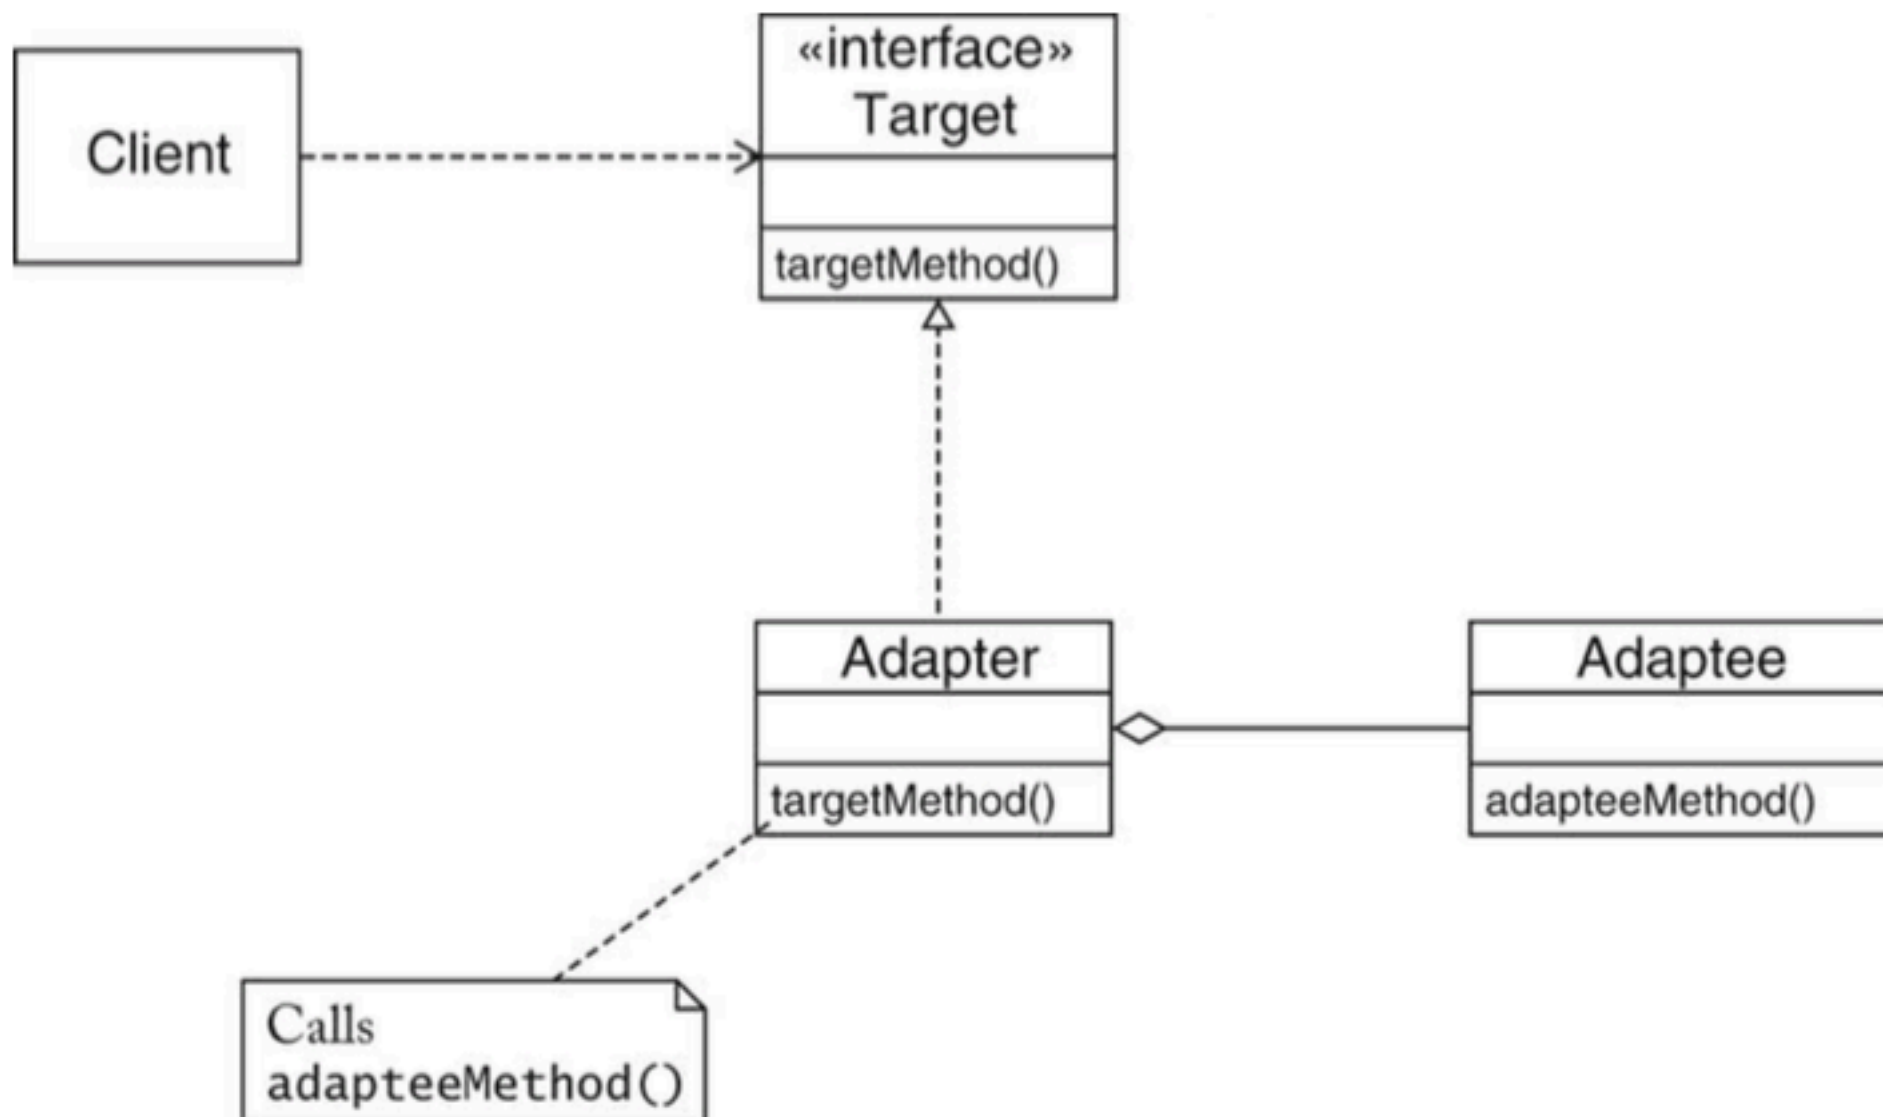 Client
«interface»
Target
targetMethod()
Adapter
targetMethod()
Adaptee
adapteeMethod()
Calls
adapteeMethod()